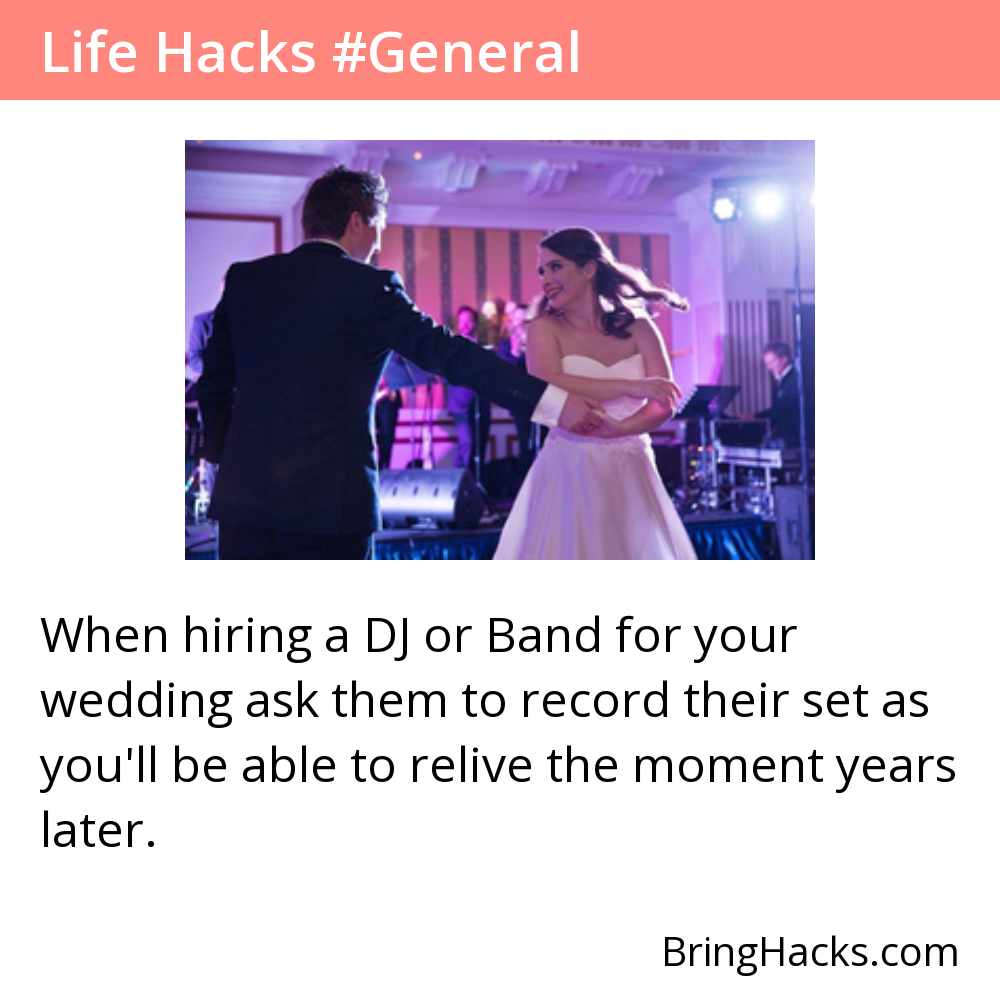 Life Hacks #General
When hiring a DJ or Band for your
wedding ask them to record their set as
you'll be able to relive the moment years
later.
BringHacks.com